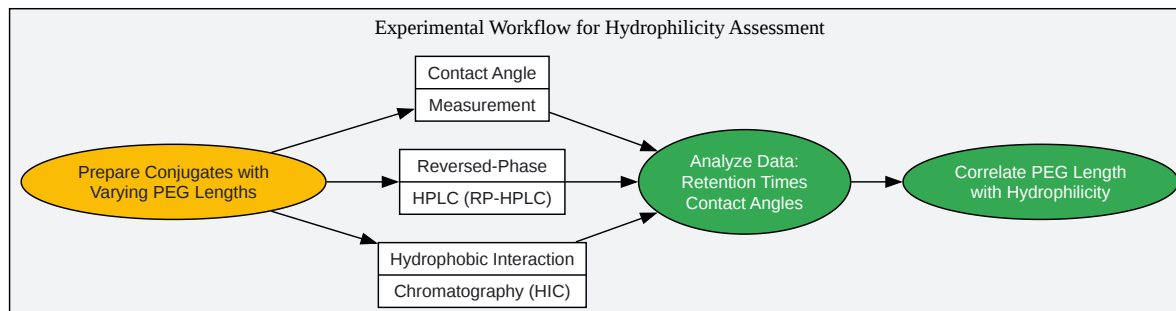 Experimental Workflow for Hydrophilicity Assessment
Prepare Conjugates with
Varying PEG Lengths
Contact Angle
Measurement
Reversed-Phase
HPLC (RP-HPLC)
Hydrophobic Interaction
Chromatography (HIC)
Analyze Data:
Retention Times
Contact Angles
Correlate PEG Length
with Hydrophilicity